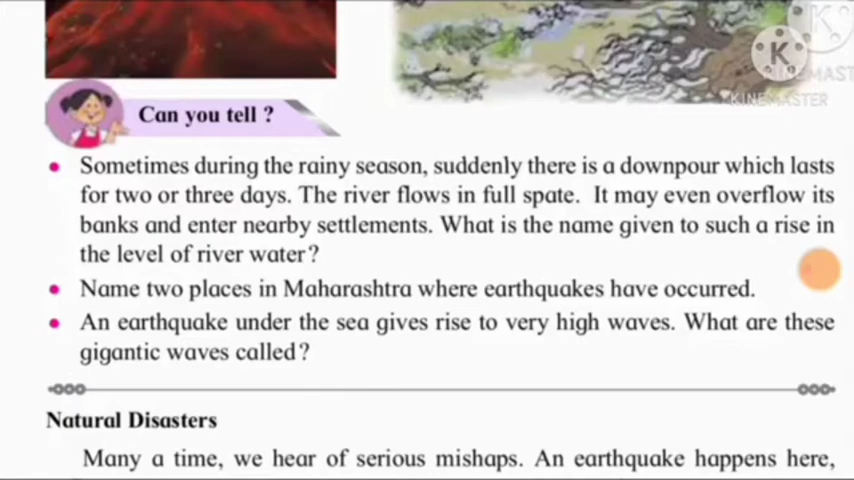 K
K
KINEMAST
KINEMASTER
Can you tell ?
• Sometimes during the rainy season, suddenly there is a downpour which lasts
for two or three days. The river flows in full spate. It may even overflow its
banks and enter nearby settlements. What is the name given to such a rise in
the level of river water?
• Name two places in Maharashtra where earthquakes have occurred.
• An earthquake under the sea gives rise to very high waves. What are these
gigantic waves called?
Natural Disasters
Many a time, we hear of serious mishaps. An earthquake happens here,